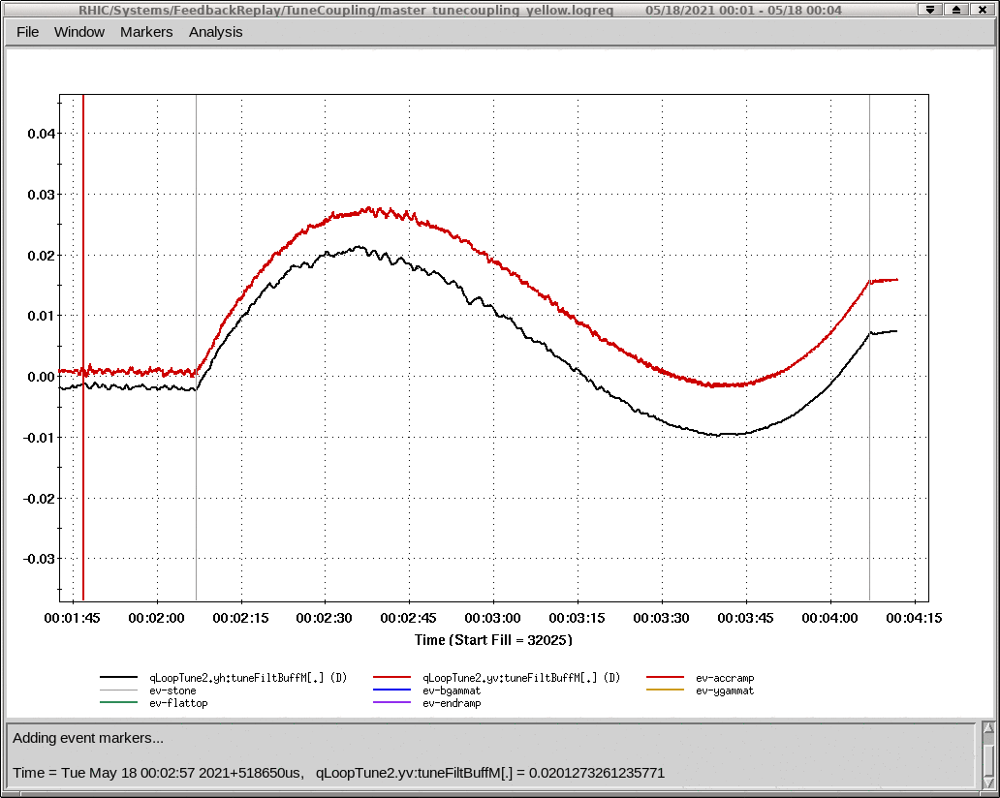 RHIC/Systems/FeedbackReplay/TuneCoupling/master_tunecoupling_yellow.logreq 05/18/2021 00:01 - 05/18 00:04
File Window Markers Analysis
0.04
0.03
0.02
0.01
0.00
-0.01
-0.02
-0.03
00:01:45 00:02:00 00:02:15 00:02:30 00:02:45 00:03:00 00:03:15 00:03:30 00:03:45 00:04:00 00:04:15
Time (Start Fill = 32025)
qLoopTune2.yh:tuneFiltBuffM[.] (D) qLoopTune2.yv:tuneFiltBuffM[.] (D) ev-accramp
ev-stone ev-bgammat ev-ygammat
ev-flattop ev-endramp
Adding event markers...
Time = Tue May 18 00:02:57 2021+518650us, qLoopTune2.yv:tuneFiltBuffM[.] = 0.0201273261235771